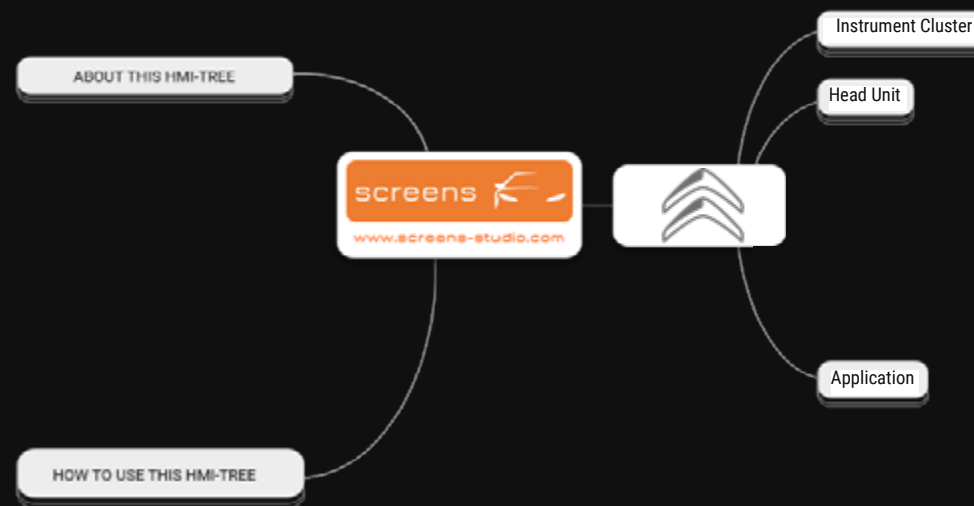 Instrument Cluster
ABOUT THIS HMI-TREE
Head Unit
screens
www.screens-studio.com
Application
HOW TO USE THIS HMI-TREE